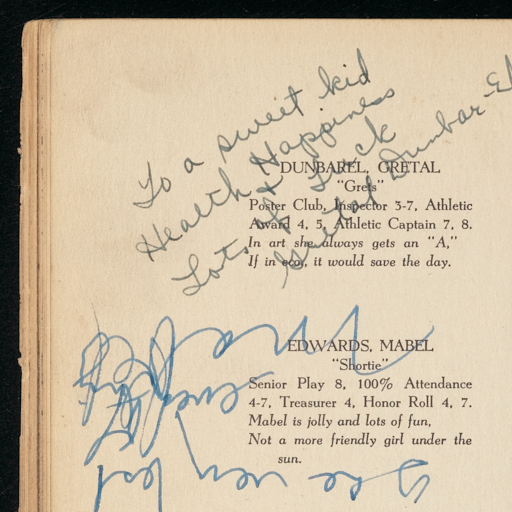 To a sweet kid
Health & Happiness
Lots of Luck
Gretal Dunbar-El
DUNBAREL, GRETAL
"Grets"
Poster Club, Inspector 3-7, Athletic
Award 4, 5, Athletic Captain 7, 8.
In art she always gets an "A,"
If in eco., it would save the day.
EDWARDS, MABEL
"Shortie"
Senior Play 8, 100% Attendance
4-7, Treasurer 4, Honor Roll 4, 7.
Mabel is jolly and lots of fun,
Not a more friendly girl under the
sun.